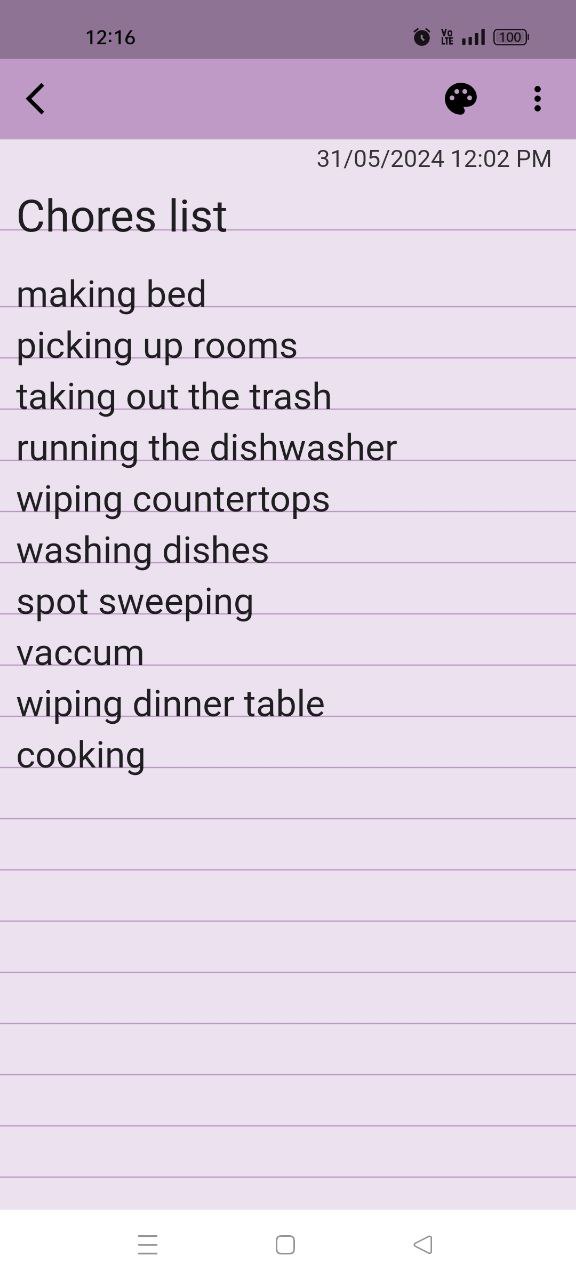 12:16
Vo
LTE
100
31/05/2024 12:02 PM
Chores list
making bed
picking up rooms
taking out the trash
running the dishwasher
wiping countertops
washing dishes
spot sweeping
vaccum
wiping dinner table
cooking